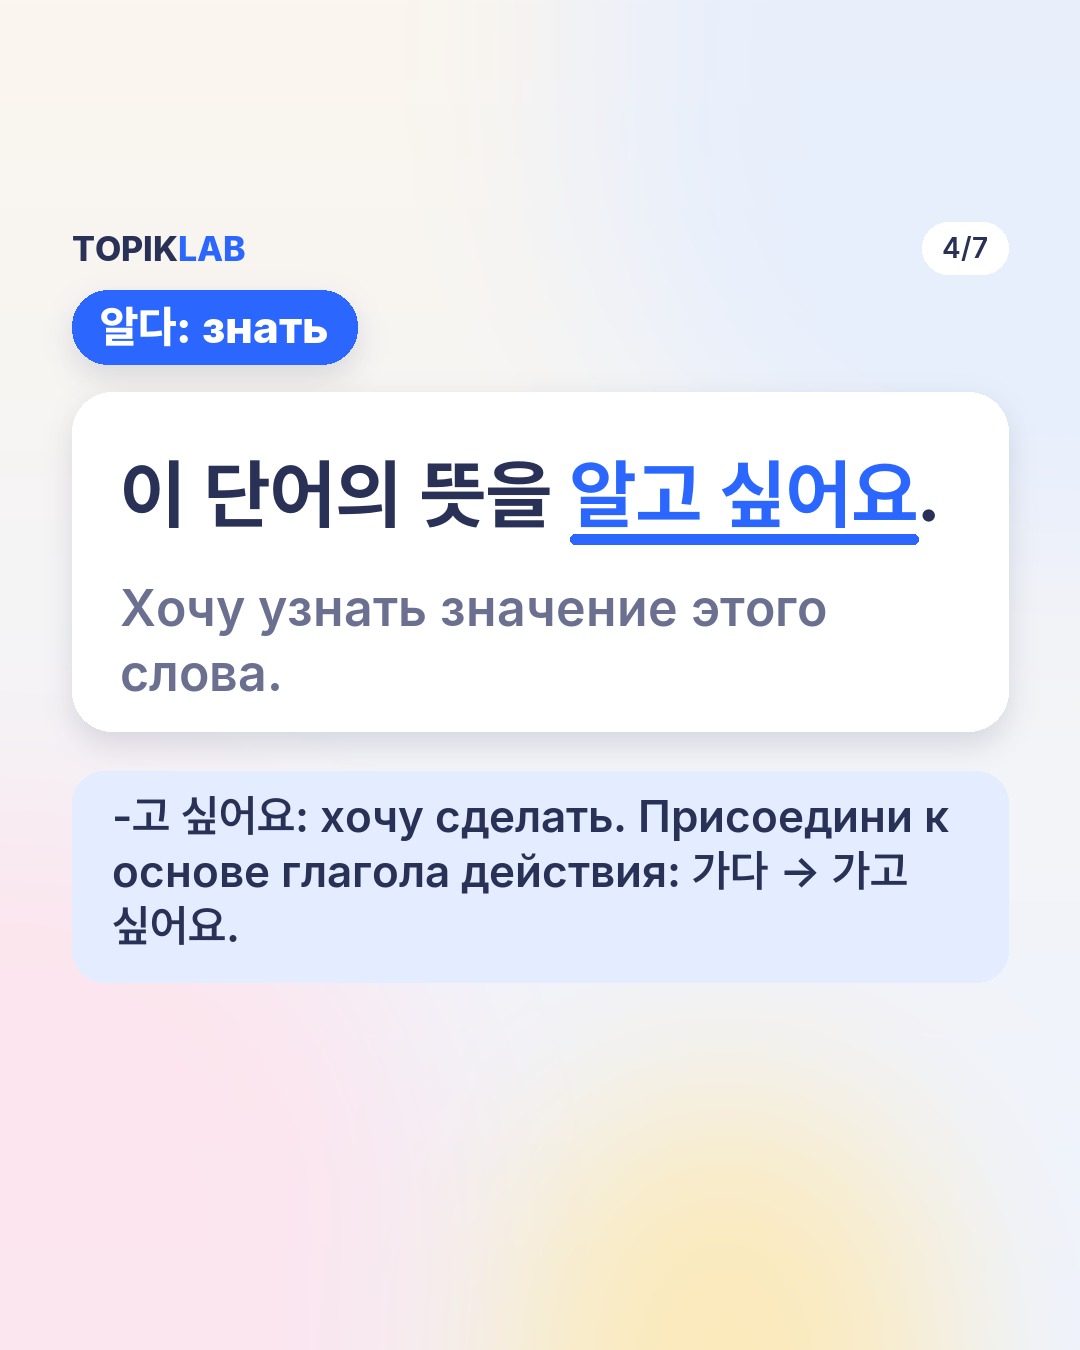 TOPIKLAB
4/7
알다: знать
이 단어의 뜻을 알고 싶어요.
Хочу узнать значение этого
слова.
-고 싶어요: хочу сделать. Присоедини к
основе глагола действия: 가다 → 가고
싶어요.